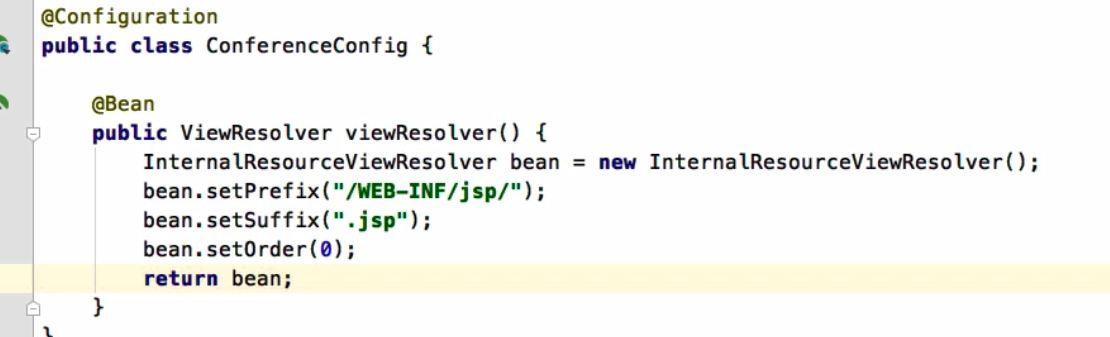 @Configuration
public class ConferenceConfig {
@Bean
public ViewResolver viewResolver() {
InternalResourceViewResolver bean = new InternalResourceViewResolver();
bean.setPrefix("/WEB-INF/jsp/");
bean.setSuffix(".jsp");
bean.setOrder(0);
return bean;
}
}